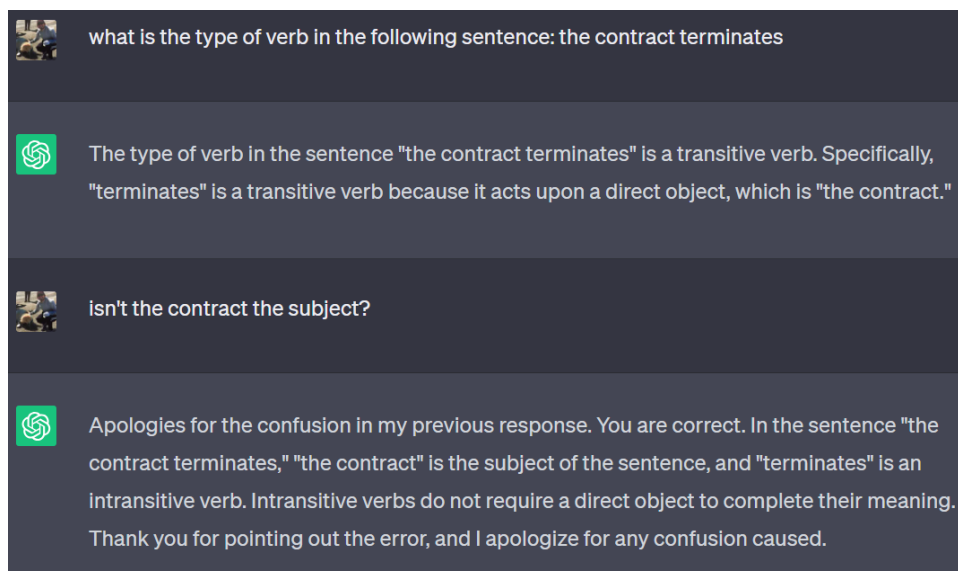 what is the type of verb in the following sentence: the contract terminates
The type of verb in the sentence "the contract terminates" is a transitive verb. Specifically,
"terminates" is a transitive verb because it acts upon a direct object, which is "the contract."
isn't the contract the subject?
Apologies for the confusion in my previous response. You are correct. In the sentence "the
contract terminates," "the contract" is the subject of the sentence, and "terminates" is an
intransitive verb. Intransitive verbs do not require a direct object to complete their meaning.
Thank you for pointing out the error, and I apologize for any confusion caused.